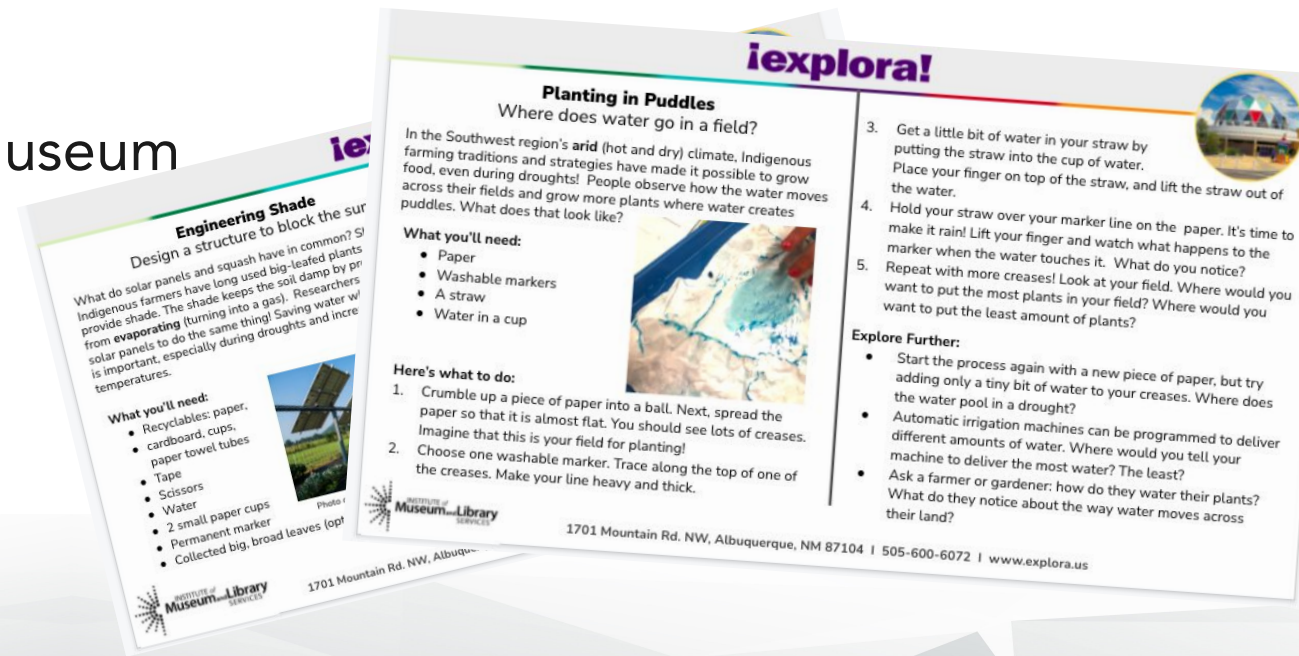 useum
¡ex
Engineering Shade
Design a structure to block the sun
What do solar panels and squash have in common?
Indigenous farmers have long used big-leafed plants
provide shade. The shade keeps the soil damp by
from evaporating (turning into a gas). Researchers
solar panels to do the same thing! Saving water
is important, especially during droughts and incre
temperatures.
What you'll need:
• Recyclables: paper,
• cardboard, cups,
paper towel tubes
• Tape
• Scissors
• Water
• 2 small paper cups
• Permanent marker
• Collected big, broad leaves (opt
Photo
INSTITUTE of
Museum and Library
SERVICES
1701 Mountain Rd. NW, Albuqu
¡explora!
Planting in Puddles
Where does water go in a field?
In the Southwest region's arid (hot and dry) climate, Indigenous
farming traditions and strategies have made it possible to grow
food, even during droughts! People observe how the water moves
across their fields and grow more plants where water creates
puddles. What does that look like?
What you'll need:
• Paper
• Washable markers
• A straw
• Water in a cup
Here's what to do:
1. Crumble up a piece of paper into a ball. Next, spread the
paper so that it is almost flat. You should see lots of creases.
Imagine that this is your field for planting!
2. Choose one washable marker. Trace along the top of one of
the creases. Make your line heavy and thick.
3. Get a little bit of water in your straw by
putting the straw into the cup of water.
Place your finger on top of the straw, and lift the straw out of
the water.
4. Hold your straw over your marker line on the paper. It's time to
make it rain! Lift your finger and watch what happens to the
marker when the water touches it. What do you notice?
5. Repeat with more creases! Look at your field. Where would you
want to put the most plants in your field? Where would you
want to put the least amount of plants?
Explore Further:
• Start the process again with a new piece of paper, but try
adding only a tiny bit of water to your creases. Where does
the water pool in a drought?
• Automatic irrigation machines can be programmed to deliver
different amounts of water. Where would you tell your
machine to deliver the most water? The least?
• Ask a farmer or gardener: how do they water their plants?
What do they notice about the way water moves across
their land?
INSTITUTE of
Museum and Library
SERVICES
1701 Mountain Rd. NW, Albuquerque, NM 87104 I 505-600-6072 I www.explora.us